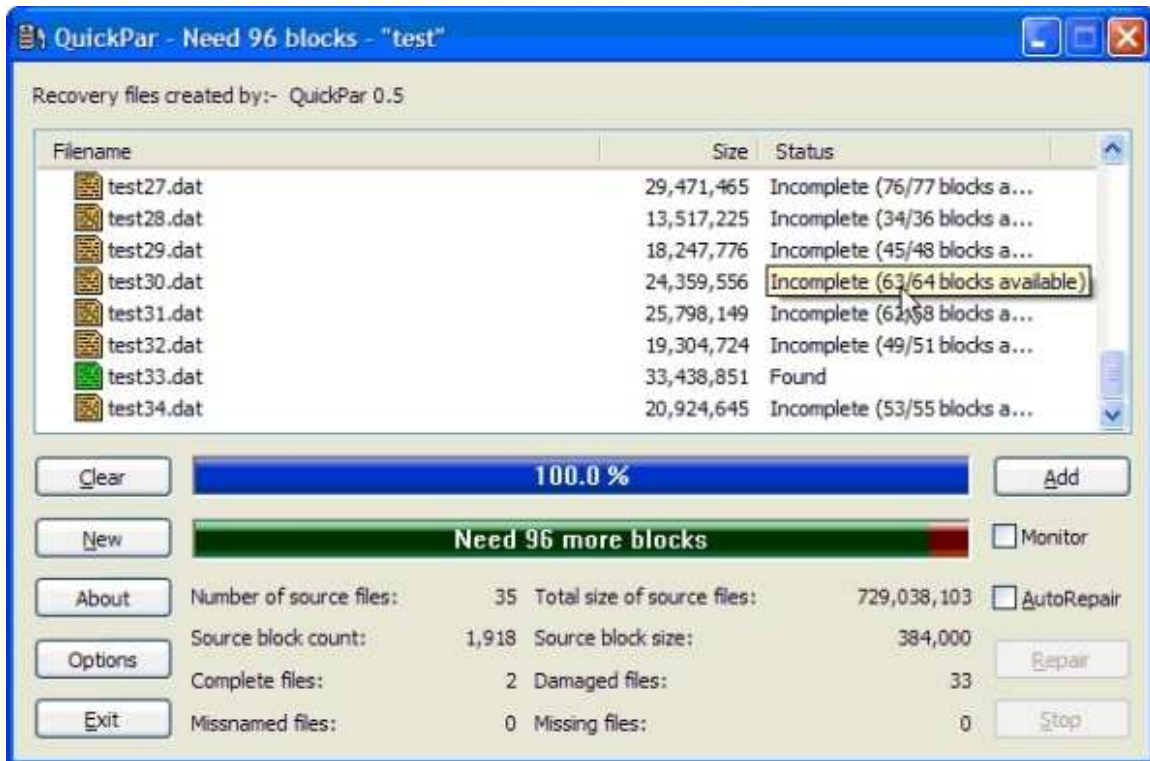 QuickPar - Need 96 blocks - "test"
Recovery files created by:- QuickPar 0.5
Filename Size Status
test27.dat 29,471,465 Incomplete (76/77 blocks a...
test28.dat 13,517,225 Incomplete (34/36 blocks a...
test29.dat 18,247,776 Incomplete (45/48 blocks a...
test30.dat 24,359,556 Incomplete (63/64 blocks available)
test31.dat 25,798,149 Incomplete (62/68 blocks a...
test32.dat 19,304,724 Incomplete (49/51 blocks a...
test33.dat 33,438,851 Found
test34.dat 20,924,645 Incomplete (53/55 blocks a...
Clear 100.0 % Add
New Need 96 more blocks Monitor
About Number of source files: 35 Total size of source files: 729,038,103 AutoRepair
Options Source block count: 1,918 Source block size: 384,000 Repair
Complete files: 2 Damaged files: 33
Exit Missnamed files: 0 Missing files: 0 Stop